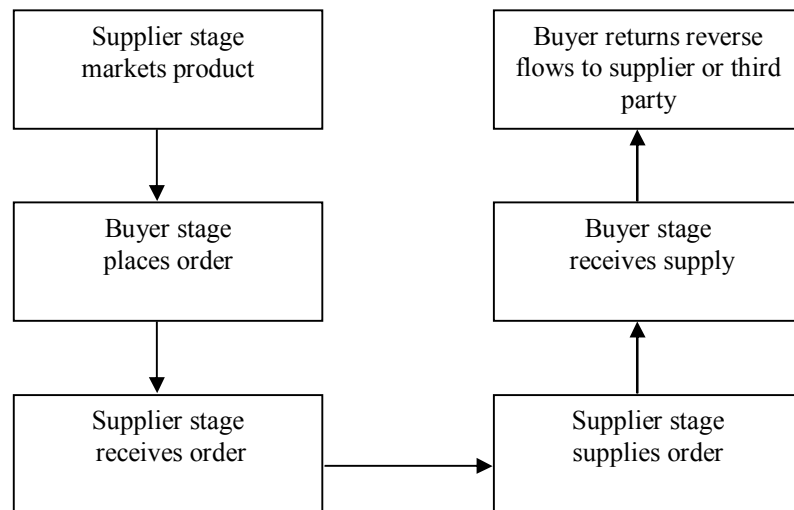 Supplier stage
markets product
Buyer stage
places order
Supplier stage
receives order
Supplier stage
supplies order
Buyer stage
receives supply
Buyer returns reverse
flows to supplier or third
party